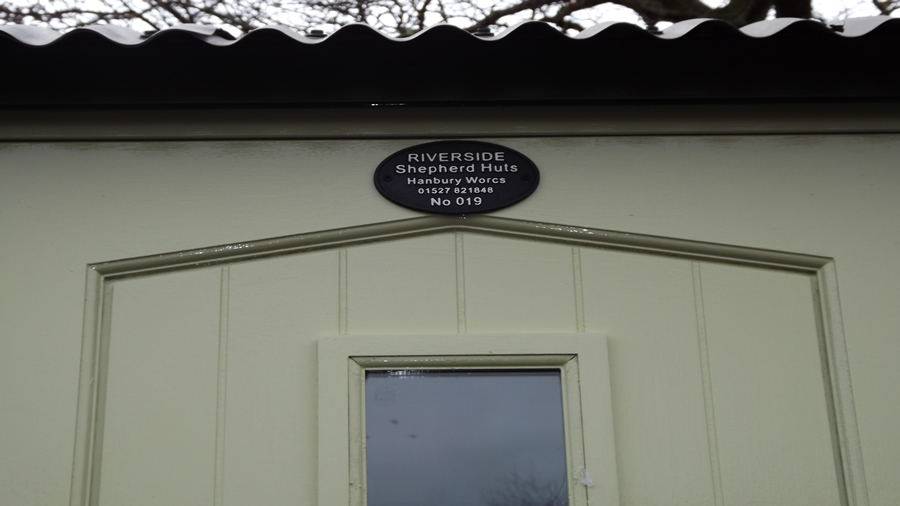 RIVERSIDE
Shepherd Huts
Hanbury Worcs
01527 821848
No 019